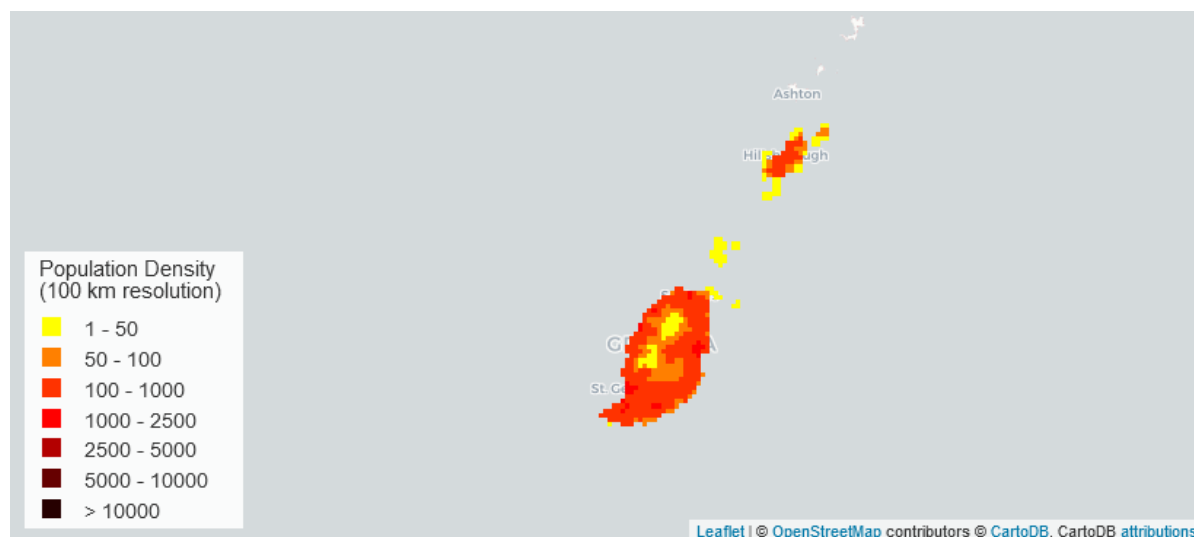 Ashton
Population Density
(100 km resolution)
1 - 50
50 - 100
100 - 1000
1000 - 2500
2500 - 5000
5000 - 10000
> 10000
Leaflet | © OpenStreetMap contributors © CartoDB, CartoDB attributions